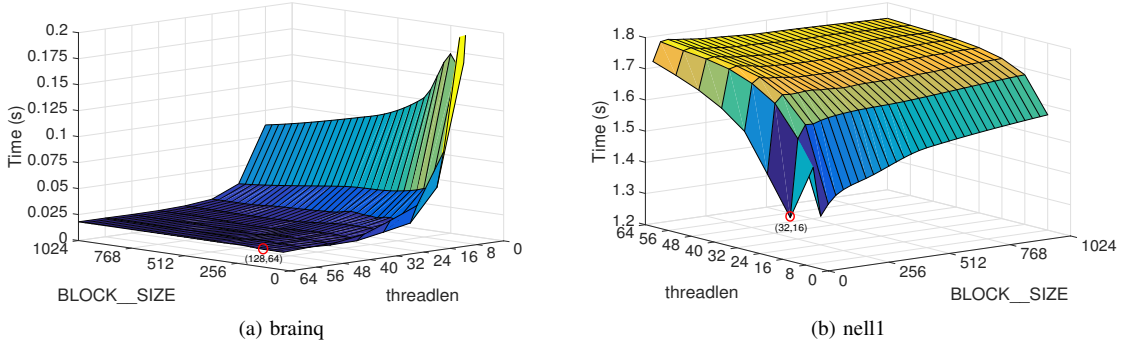 0.2
0.175
0.15
0.125
0.1
0.075
0.05
0.025
0
Time (s)
1024
768
512
256
0
BLOCK__SIZE
64 56 48 40 32 24 16 8 0
threadlen
(128,64)
(a) brainq
1.8
1.7
1.6
1.5
1.4
1.3
1.2
Time (s)
64 56 48 40 32 24 16 8 0
threadlen
0 256 512 768 1024
BLOCK__SIZE
(32,16)
(b) nell1